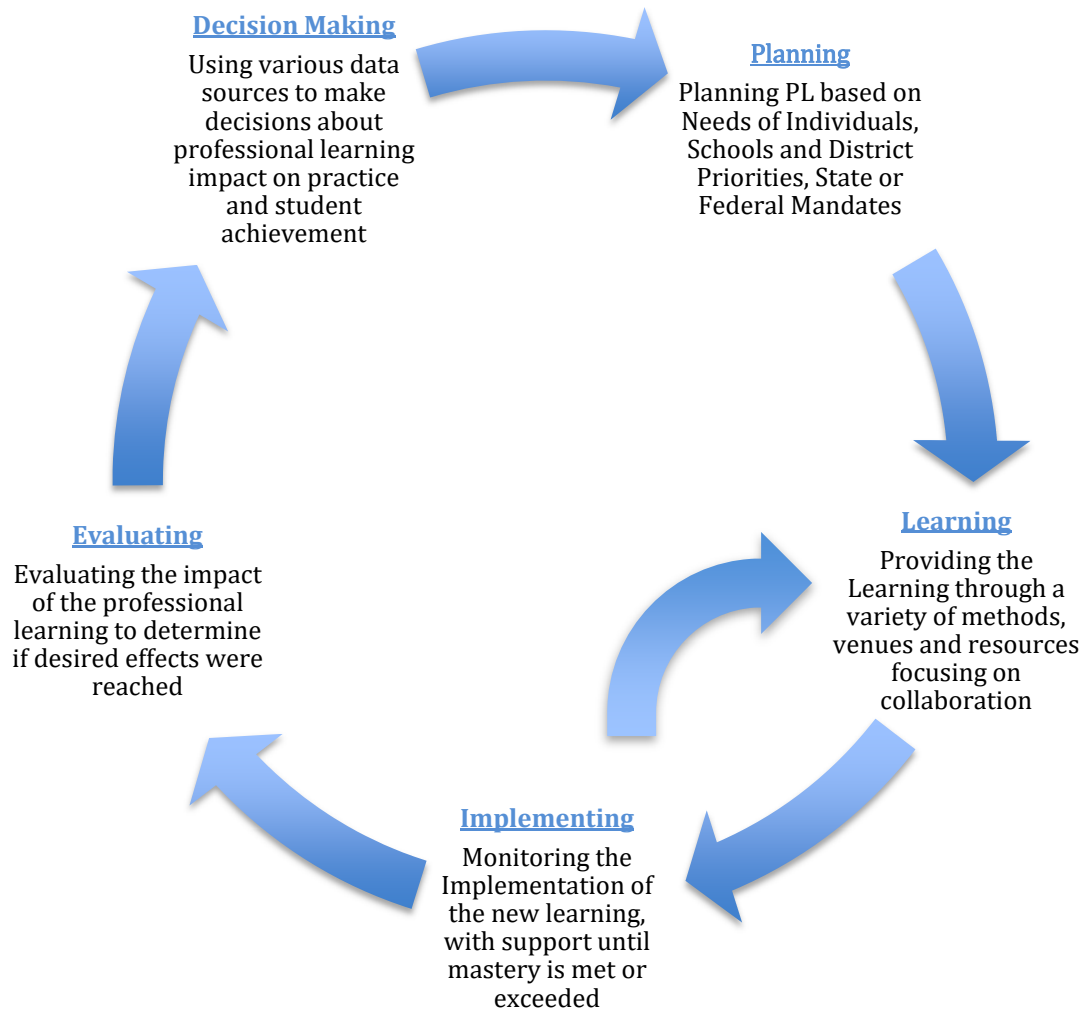 Decision Making
Using various data
sources to make
decisions about
professional learning
impact on practice
and student
achievement
Planning
Planning PL based on
Needs of Individuals,
Schools and District
Priorities, State or
Federal Mandates
Learning
Providing the
Learning through a
variety of methods,
venues and resources
focusing on
collaboration
Implementing
Monitoring the
Implementation of
the new learning,
with support until
mastery is met or
exceeded
Evaluating
Evaluating the impact
of the professional
learning to determine
if desired effects were
reached